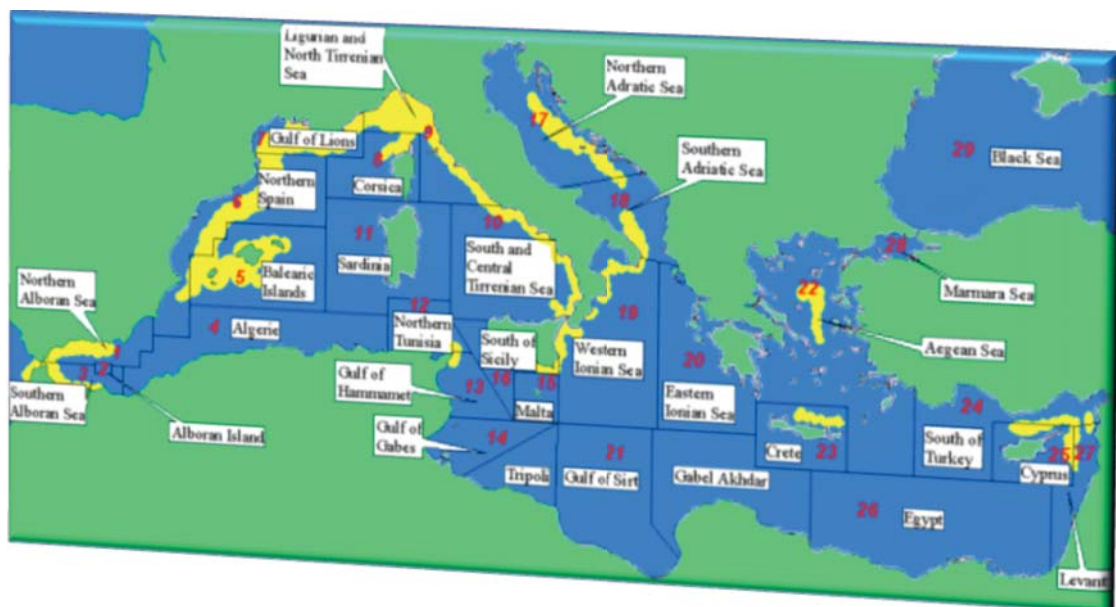 Ligurian and
North Tirrenian
Sea
Northern
Adratic Sea
17
7
Gulf of Lions
9
8
Southern
Adriatic Sea
29
Black Sea
Northern
Spain
Corsica
6
18
10
11
Sardinia
South and
Central
Tirrenian Sea
28
Marmara Sea
5
Balearic
Islands
Northern
Alboran Sea
22
12
19
4
Algerie
Northern
Tunisia
South of
Sicily
Western
Ionian Sea
20
Aegean Sea
1
2
3
Gulf of
Hammamet
13
16
15
Southern
Alboran Sea
Alboran Island
Malta
Eastern
Ionian Sea
24
Gulf of
Gabes
14
Crete
23
South of
Turkey
25
27
Cyprus
Tripoli
21
Gulf of Sirt
Gabel Akhdar
26
Egypt
Levant